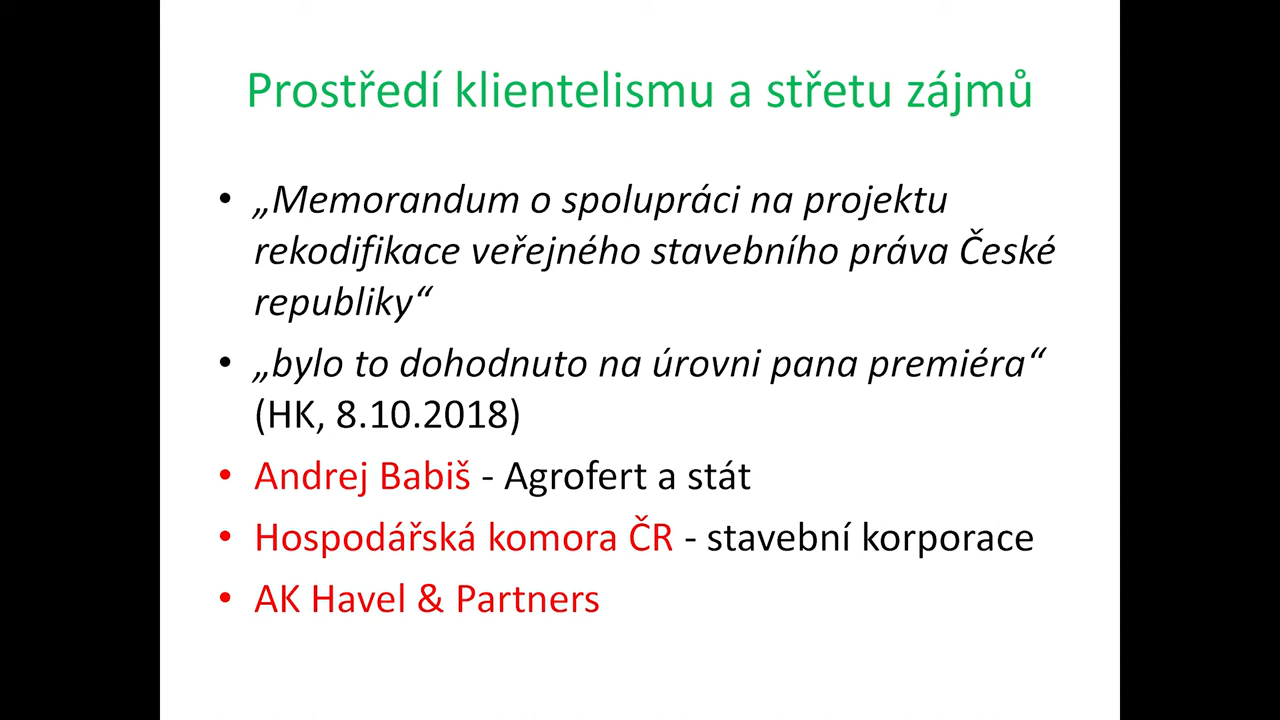 Prostředí klientelismu a střetu zájmů
• „Memorandum o spolupráci na projektu
rekodifikace veřejného stavebního práva České
republiky“
• „bylo to dohodnuto na úrovni pana premiéra“
(HK, 8.10.2018)
• Andrej Babiš - Agrofert a stát
• Hospodářská komora ČR - stavební korporace
• AK Havel & Partners